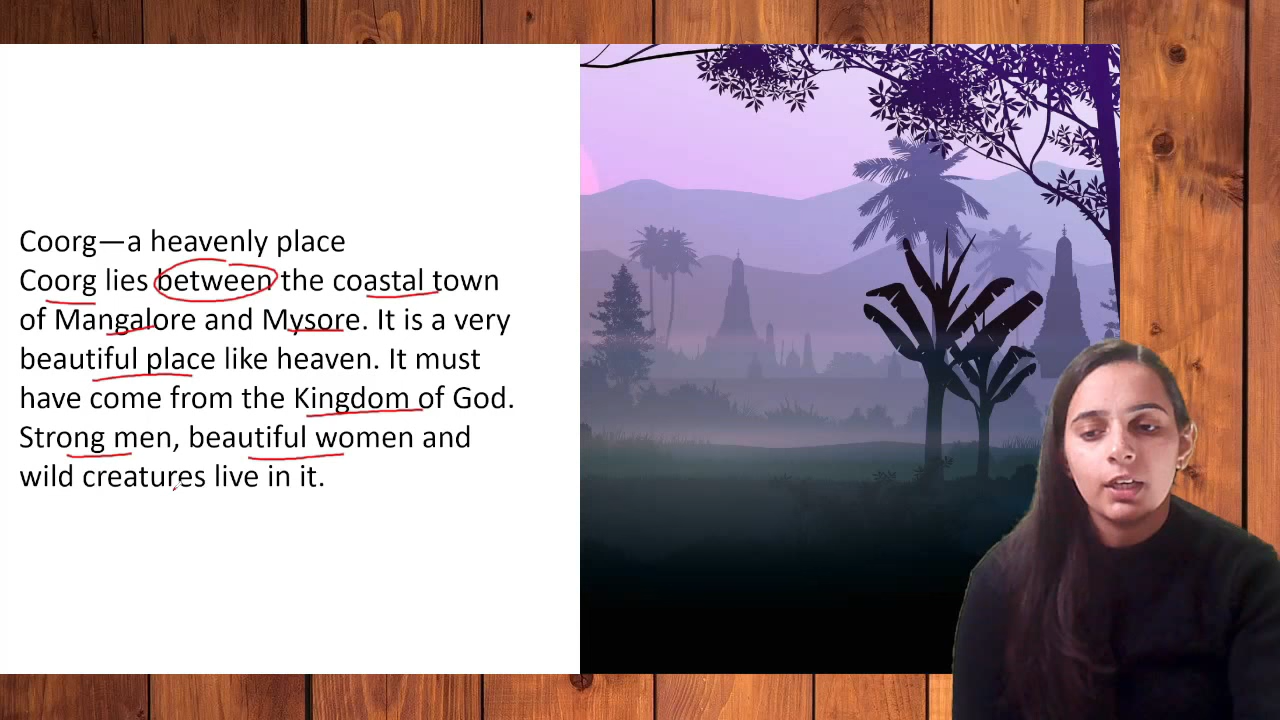 Coorg—a heavenly place
Coorg lies between the coastal town
of Mangalore and Mysore. It is a very
beautiful place like heaven. It must
have come from the Kingdom of God.
Strong men, beautiful women and
wild creatures live in it.